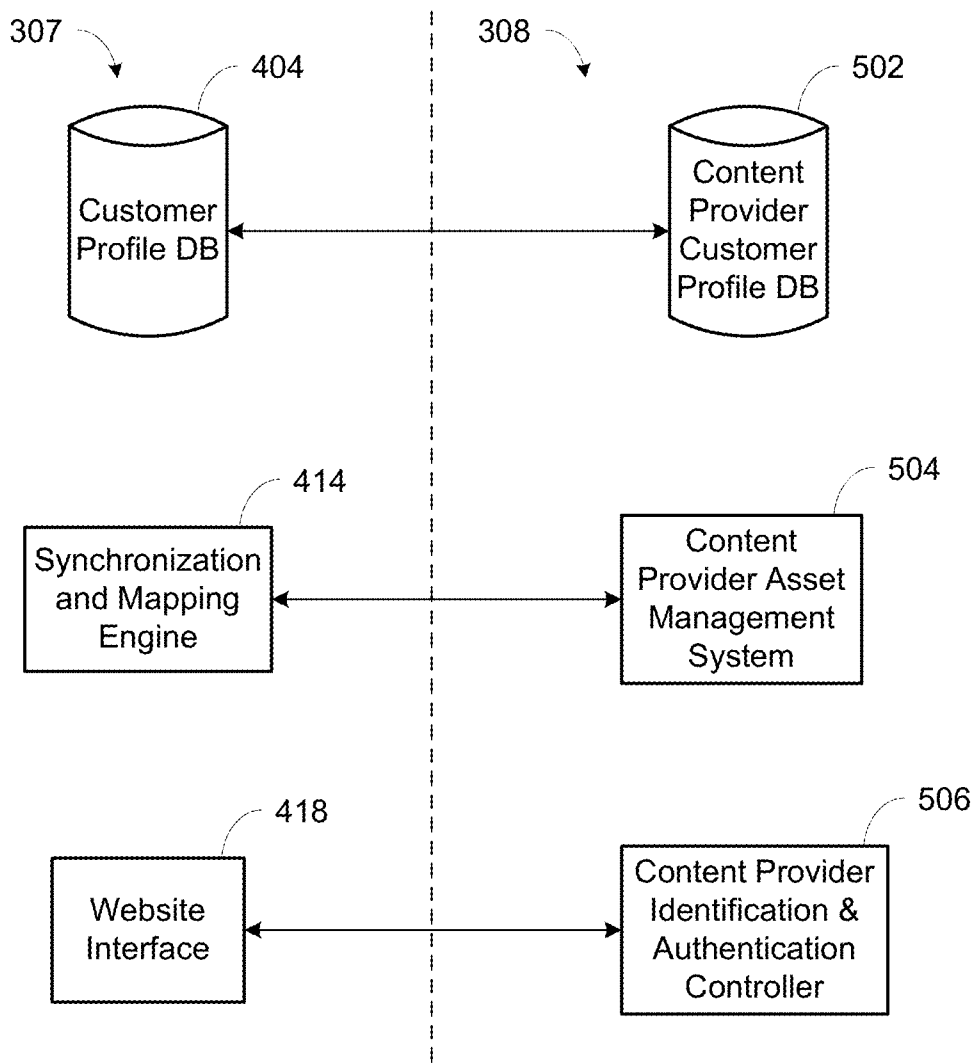 307
308
404
502
Customer
Profile DB
Content
Provider
Customer
Profile DB
414
504
Synchronization
and Mapping
Engine
Content
Provider Asset
Management
System
418
506
Website
Interface
Content Provider
Identification &
Authentication
Controller